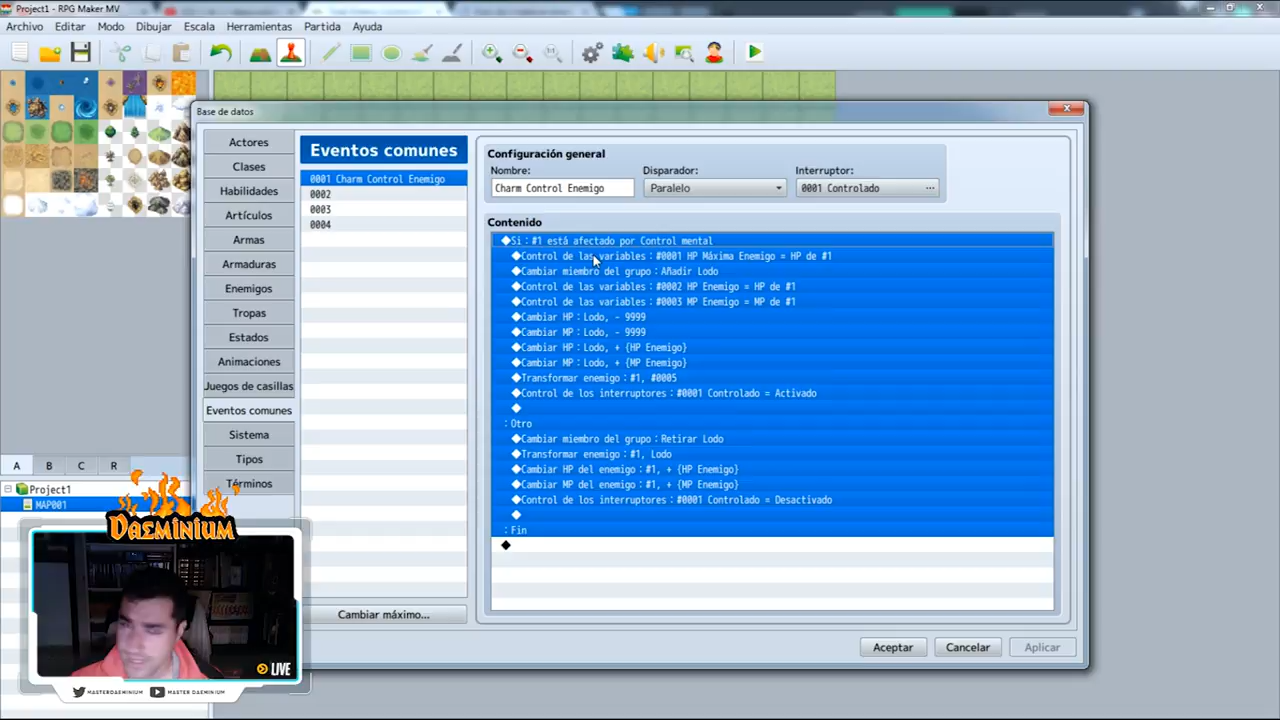 Project1 - RPG Maker MV
Archivo Editar Modo Dibujar Escala Herramientas Partida Ayuda
Base de datos
Actores
Clases
Habilidades
Artículos
Armas
Armaduras
Enemigos
Tropas
Estados
Animaciones
Juegos de casillas
Eventos comunes
Sistema
Tipos
Términos
Eventos comunes
0001 Charm Control Enemigo
0002
0003
0004
Cambiar máximo...
Configuración general
Nombre: Disparador: Interruptor:
Charm Control Enemigo Paralelo 0001 Controlado ...
Contenido
◆Si : #1 está afectado por Control mental
◆Control de las variables : #0001 HP Máxima Enemigo = HP de #1
◆Cambiar miembro del grupo : Añadir Lodo
◆Control de las variables : #0002 HP Enemigo = HP de #1
◆Control de las variables : #0003 MP Enemigo = MP de #1
◆Cambiar HP : Lodo, - 9999
◆Cambiar MP : Lodo, - 9999
◆Cambiar HP : Lodo, + {HP Enemigo}
◆Cambiar MP : Lodo, + {MP Enemigo}
◆Transformar enemigo : #1, #0005
◆Control de los interruptores : #0001 Controlado = Activado
◆
: Otro
◆Cambiar miembro del grupo : Retirar Lodo
◆Transformar enemigo : #1, Lodo
◆Cambiar HP del enemigo : #1, + {HP Enemigo}
◆Cambiar MP del enemigo : #1, + {MP Enemigo}
◆Control de los interruptores : #0001 Controlado = Desactivado
◆
: Fin
◆
Aceptar Cancelar Aplicar
A B C R
Project1
MAP001
DAEMINIUM
LIVE
MASTERDAEMINIUM MASTER DAEMINIUM